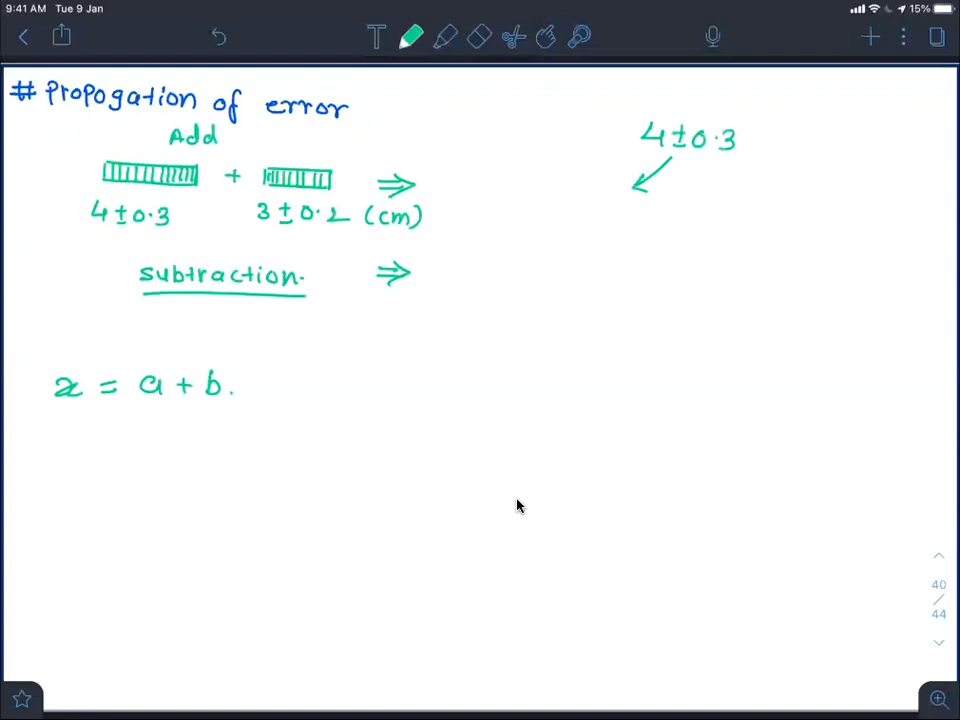 9:41 AM Tue 9 Jan
15%
# Propogation of error
Add
4 ± 0.3
+ ⇒
4 ± 0.3 3 ± 0.2 (cm)
subtraction. ⇒
x = a + b.
40
/
44